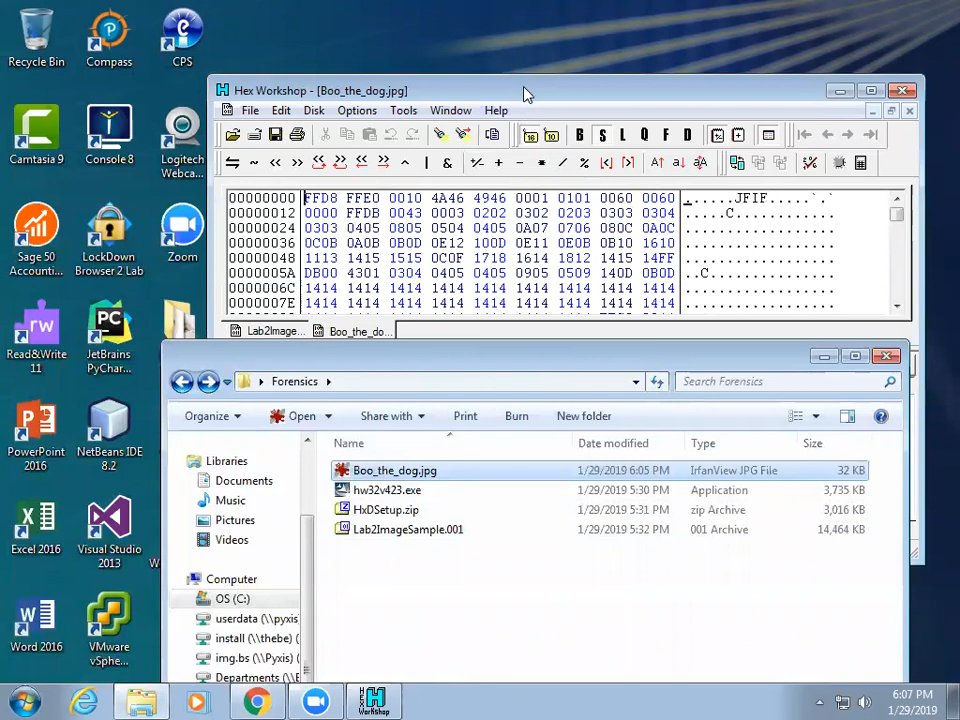 Recycle Bin
Compass
CPS
Camtasia 9
Console 8
Logitech
Webca...
Sage 50
Accounti...
LockDown
Browser 2 Lab
Zoom
Read&Write
11
JetBrains
PyChar...
PowerPoint
2016
NetBeans IDE
8.2
Excel 2016
Visual Studio
2013
Word 2016
VMware
vSphe...
Hex Workshop - [Boo_the_dog.jpg]
File Edit Disk Options Tools Window Help
B S L Q F D
00000000 FFD8 FFE0 0010 4A46 4946 0001 0101 0060 0060 ......JFIF.....`.`
00000012 0000 FFDB 0043 0003 0202 0302 0203 0303 0304 .....C............
00000024 0303 0405 0805 0504 0405 0A07 0706 080C 0A0C ..................
00000036 0C0B 0A0B 0B0D 0E12 100D 0E11 0E0B 0B10 1610 ..................
00000048 1113 1415 1515 0C0F 1718 1614 1812 1415 14FF ..................
0000005A DB00 4301 0304 0405 0405 0905 0509 140D 0B0D ..C...............
0000006C 1414 1414 1414 1414 1414 1414 1414 1414 1414 ..................
0000007E 1414 1414 1414 1414 1414 1414 1414 1414 1414 ..................
Lab2Image... Boo_the_do...
Forensics
Search Forensics
Organize Open Share with Print Burn New folder
Name Date modified Type Size
Boo_the_dog.jpg 1/29/2019 6:05 PM IrfanView JPG File 32 KB
hw32v423.exe 1/29/2019 5:30 PM Application 3,735 KB
HxDSetup.zip 1/29/2019 5:31 PM zip Archive 3,016 KB
Lab2ImageSample.001 1/29/2019 5:32 PM 001 Archive 14,464 KB
Libraries
Documents
Music
Pictures
Videos
Computer
OS (C:)
userdata (\\pyxis)
install (\\thebe) (
img.bs (\\Pyxis) (
Departments (\\
6:07 PM
1/29/2019